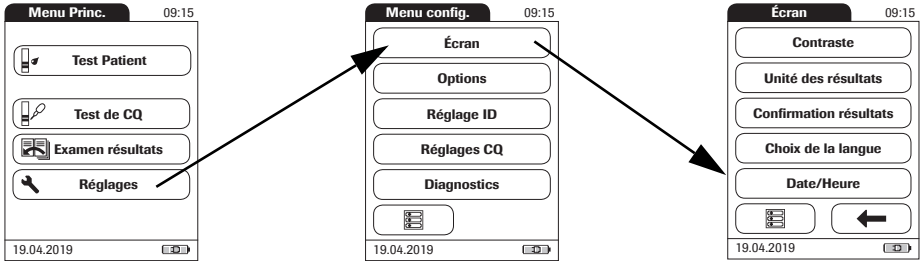 Menu Princ. 09:15
Test Patient
Test de CQ
Examen résultats
Réglages
19.04.2019
Menu config. 09:15
Écran
Options
Réglage ID
Réglages CQ
Diagnostics
19.04.2019
Écran 09:15
Contraste
Unité des résultats
Confirmation résultats
Choix de la langue
Date/Heure
19.04.2019